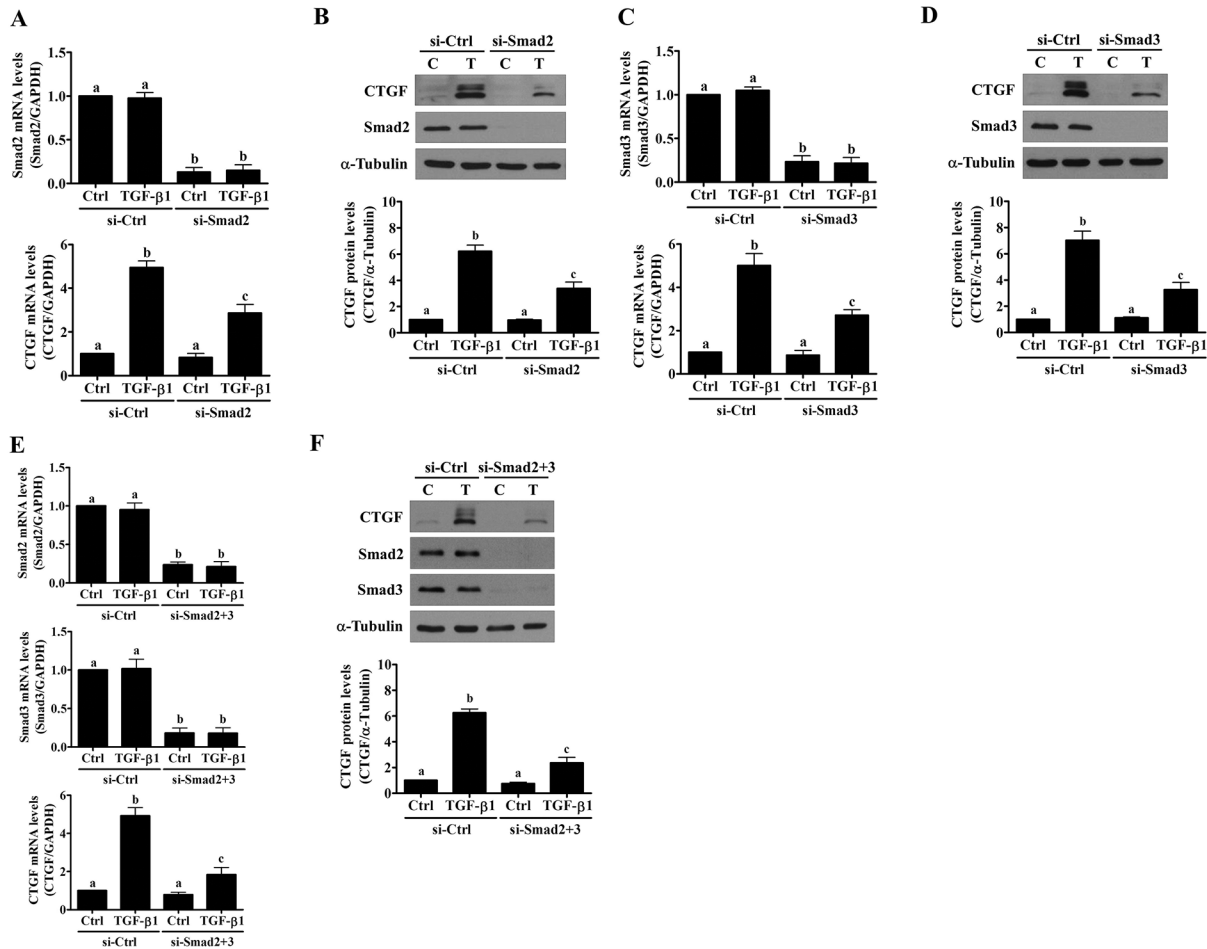 A
Smad2 mRNA levels
(Smad2/GAPDH)
1.5
1.0
0.5
0.0
a
a
b
b
Ctrl TGF-β1 Ctrl TGF-β1
si-Ctrl si-Smad2
CTGF mRNA levels
(CTGF/GAPDH)
6
4
2
0
a
b
a
c
Ctrl TGF-β1 Ctrl TGF-β1
si-Ctrl si-Smad2
B
si-Ctrl si-Smad2
C T C T
CTGF
Smad2
α-Tubulin
CTGF protein levels
(CTGF/α-Tubulin)
10
8
6
4
2
0
a
b
a
c
Ctrl TGF-β1 Ctrl TGF-β1
si-Ctrl si-Smad2
C
Smad3 mRNA levels
(Smad3/GAPDH)
1.5
1.0
0.5
0.0
a
a
b
b
Ctrl TGF-β1 Ctrl TGF-β1
si-Ctrl si-Smad3
CTGF mRNA levels
(CTGF/GAPDH)
6
4
2
0
a
b
a
c
Ctrl TGF-β1 Ctrl TGF-β1
si-Ctrl si-Smad3
D
si-Ctrl si-Smad3
C T C T
CTGF
Smad3
α-Tubulin
CTGF protein levels
(CTGF/α-Tubulin)
10
8
6
4
2
0
a
b
a
c
Ctrl TGF-β1 Ctrl TGF-β1
si-Ctrl si-Smad3
E
Smad2 mRNA levels
(Smad2/GAPDH)
1.5
1.0
0.5
0.0
a
a
b
b
Ctrl TGF-β1 Ctrl TGF-β1
si-Ctrl si-Smad2+3
Smad3 mRNA levels
(Smad3/GAPDH)
1.5
1.0
0.5
0.0
a
a
b
b
Ctrl TGF-β1 Ctrl TGF-β1
si-Ctrl si-Smad2+3
CTGF mRNA levels
(CTGF/GAPDH)
6
4
2
0
a
b
a
c
Ctrl TGF-β1 Ctrl TGF-β1
si-Ctrl si-Smad2+3
F
si-Ctrl si-Smad2+3
C T C T
CTGF
Smad2
Smad3
α-Tubulin
CTGF protein levels
(CTGF/α-Tubulin)
10
8
6
4
2
0
a
b
a
c
Ctrl TGF-β1 Ctrl TGF-β1
si-Ctrl si-Smad2+3